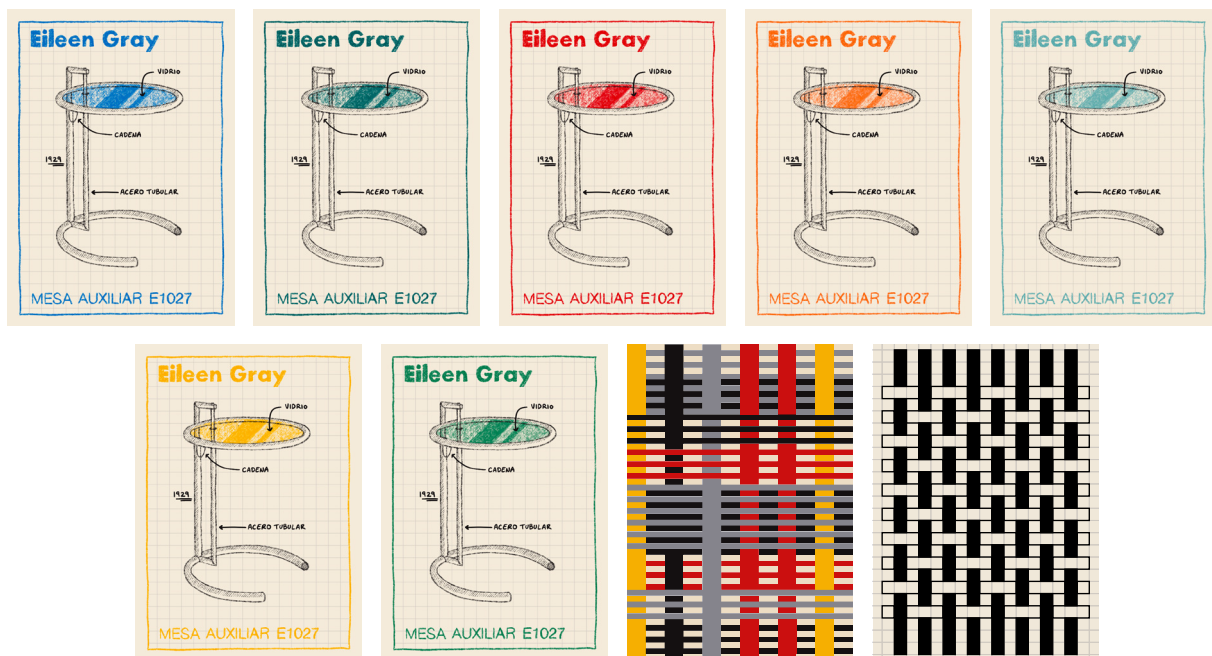 Eileen Gray
VIDRIO
CADENA
1929
ACERO TUBULAR
MESA AUXILIAR E1027
Eileen Gray
VIDRIO
CADENA
1929
ACERO TUBULAR
MESA AUXILIAR E1027
Eileen Gray
VIDRIO
CADENA
1929
ACERO TUBULAR
MESA AUXILIAR E1027
Eileen Gray
VIDRIO
CADENA
1929
ACERO TUBULAR
MESA AUXILIAR E1027
Eileen Gray
VIDRIO
CADENA
1929
ACERO TUBULAR
MESA AUXILIAR E1027
Eileen Gray
VIDRIO
CADENA
1929
ACERO TUBULAR
MESA AUXILIAR E1027
Eileen Gray
VIDRIO
CADENA
1929
ACERO TUBULAR
MESA AUXILIAR E1027